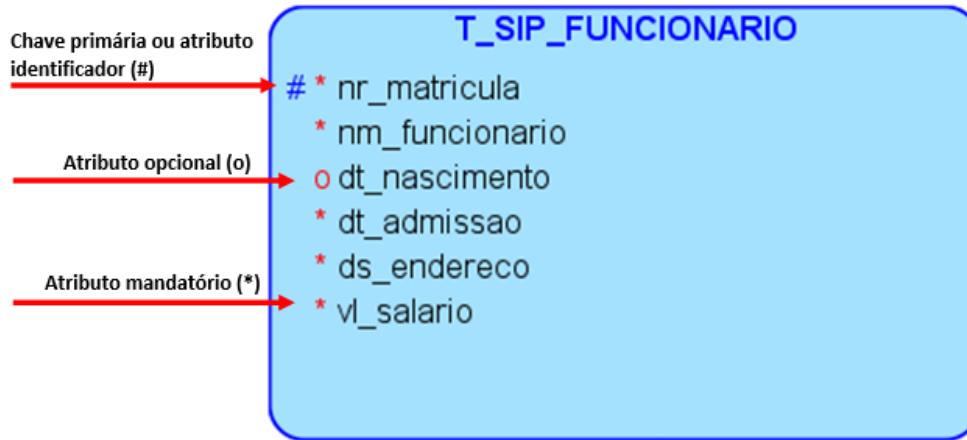 T_SIP_FUNCIONARIO
Chave primária ou atributo
identificador (#)
# * nr_matricula
* nm_funcionario
Atributo opcional (o)
o dt_nascimento
* dt_admissao
* ds_endereco
Atributo mandatório (*)
* vl_salario